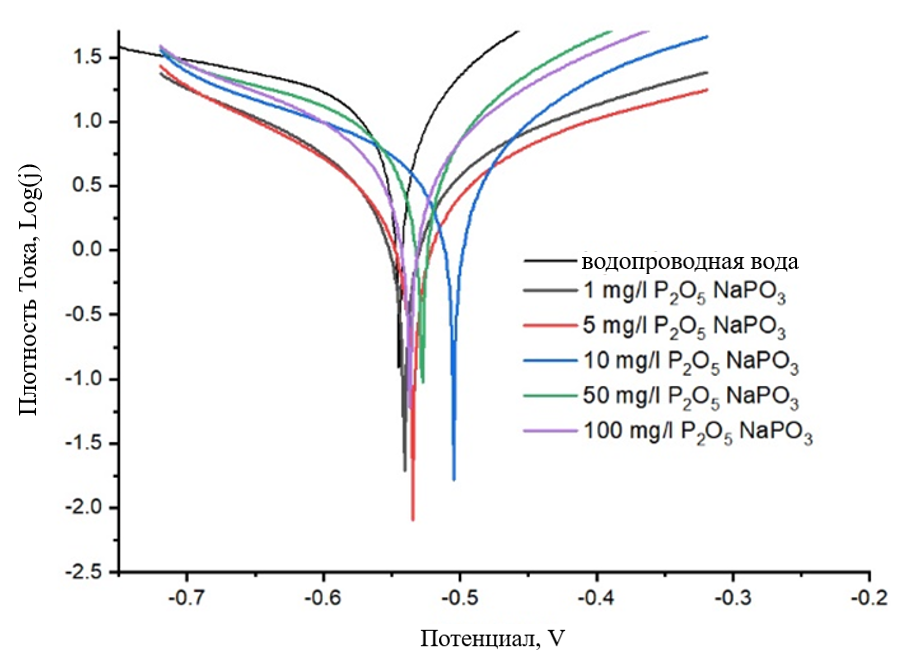 Плотность Тока, Log(j)
1.5
1.0
0.5
0.0
-0.5
-1.0
-1.5
-2.0
-2.5
водопроводная вода
1 mg/l P₂O₅ NaPO₃
5 mg/l P₂O₅ NaPO₃
10 mg/l P₂O₅ NaPO₃
50 mg/l P₂O₅ NaPO₃
100 mg/l P₂O₅ NaPO₃
-0.7 -0.6 -0.5 -0.4 -0.3 -0.2
Потенциал, V